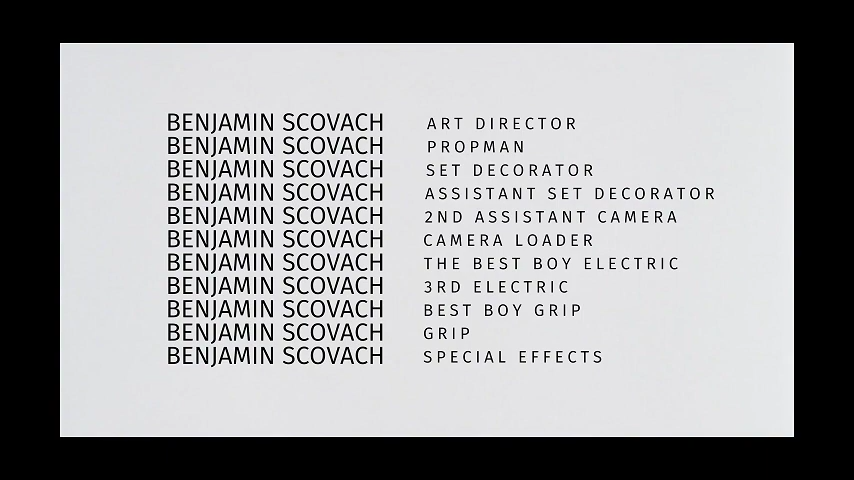 BENJAMIN SCOVACH ART DIRECTOR
BENJAMIN SCOVACH PROPMAN
BENJAMIN SCOVACH SET DECORATOR
BENJAMIN SCOVACH ASSISTANT SET DECORATOR
BENJAMIN SCOVACH 2ND ASSISTANT CAMERA
BENJAMIN SCOVACH CAMERA LOADER
BENJAMIN SCOVACH THE BEST BOY ELECTRIC
BENJAMIN SCOVACH 3RD ELECTRIC
BENJAMIN SCOVACH BEST BOY GRIP
BENJAMIN SCOVACH GRIP
BENJAMIN SCOVACH SPECIAL EFFECTS